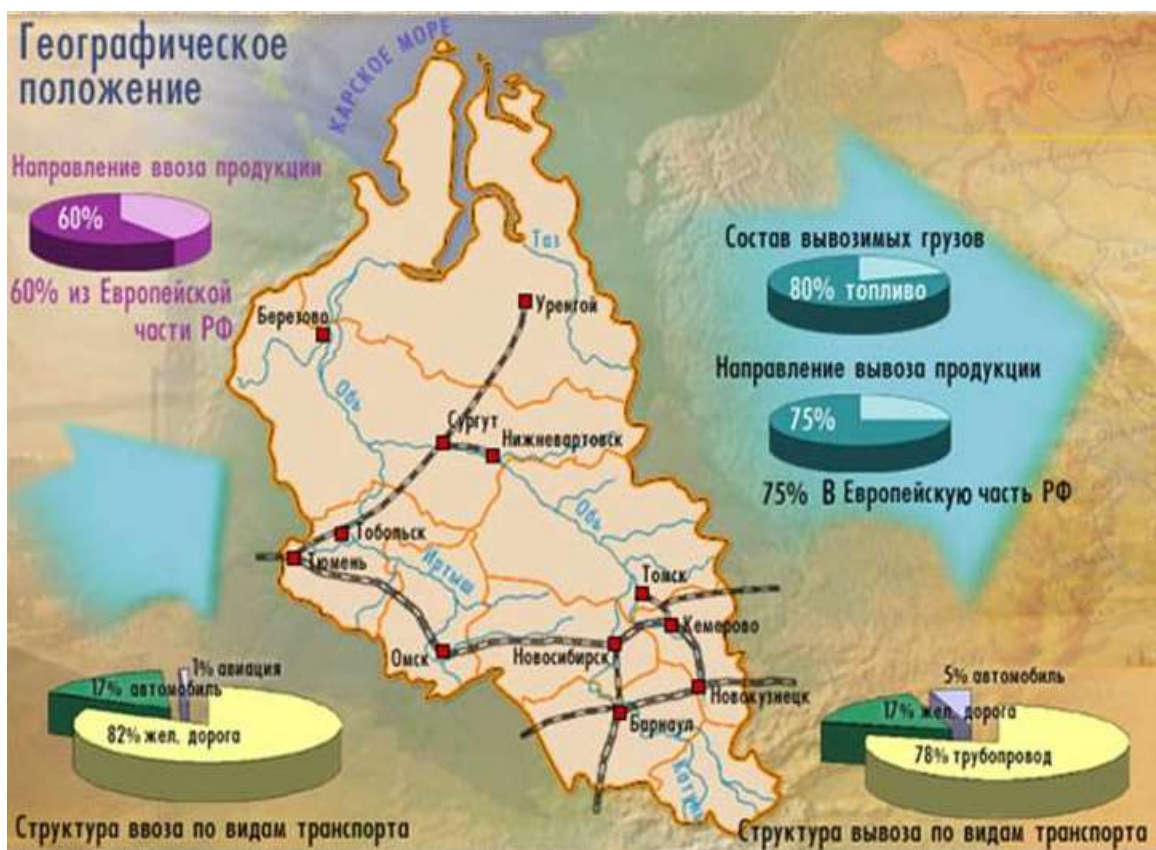 Географическое
положение
КАРСКОЕ МОРЕ
Направление ввоза продукции
60%
60% из Европейской
части РФ
Состав вывозимых грузов
80% топливо
Направление вывоза продукции
75%
75% В Европейскую часть РФ
Таз
Уренгой
Березово
Обь
Сургут
Нижневартовск
Обь
Тобольск
Тюмень
Иртыш
Томск
Кемерово
Омск
Новосибирск
Новокузнецк
Барнаул
Катунь
1% авиация
17% автомобиль
82% жел. дорога
Структура ввоза по видам транспорта
5% автомобиль
17% жел. дорога
78% трубопровод
Структура вывоза по видам транспорта